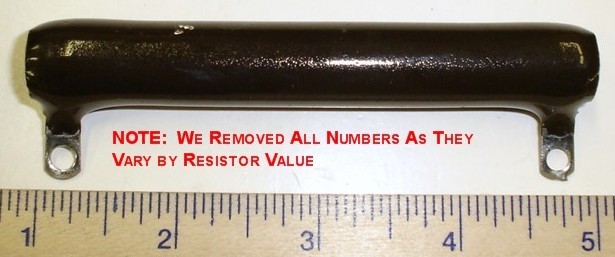 NOTE: WE REMOVED ALL NUMBERS AS THEY
VARY BY RESISTOR VALUE
1 2 3 4 5